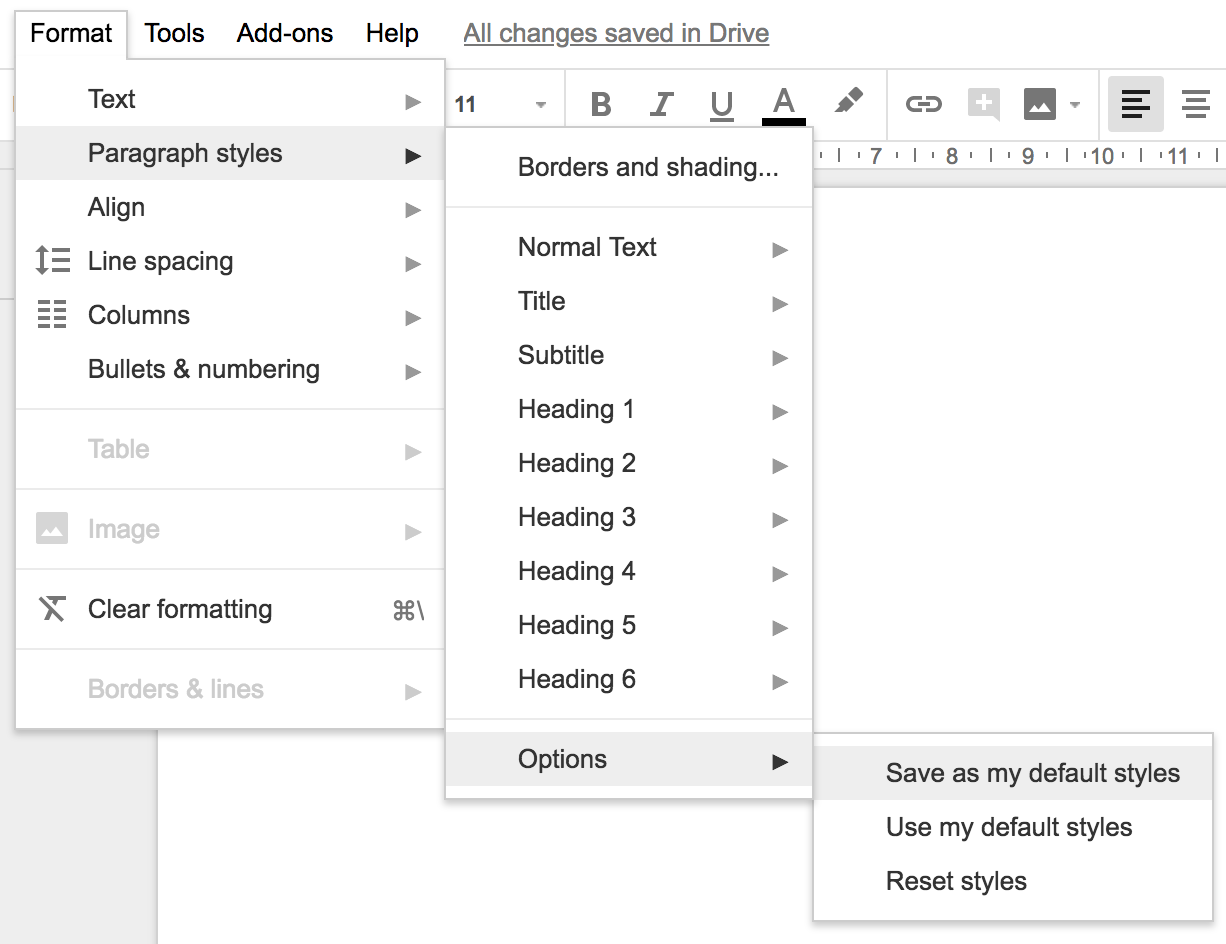 Format Tools Add-ons Help All changes saved in Drive
11 B I U A
7 8 9 10 11
Text
Paragraph styles
Align
Line spacing
Columns
Bullets & numbering
Table
Image
Clear formatting ⌘\
Borders & lines
Borders and shading...
Normal Text
Title
Subtitle
Heading 1
Heading 2
Heading 3
Heading 4
Heading 5
Heading 6
Options
Save as my default styles
Use my default styles
Reset styles